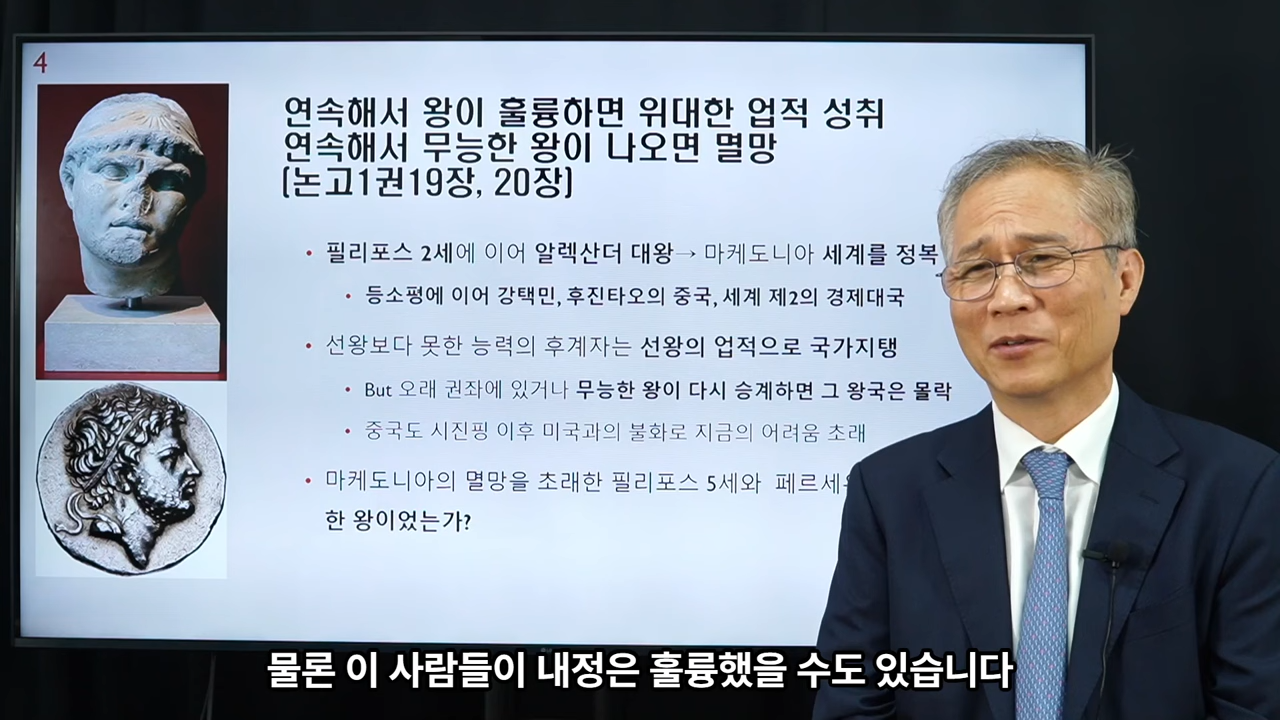 4
연속해서 왕이 훌륭하면 위대한 업적 성취
연속해서 무능한 왕이 나오면 멸망
(논고1권19장, 20장)
• 필리포스 2세에 이어 알렉산더 대왕→ 마케도니아 세계를 정복
• 등소평에 이어 강택민, 후진타오의 중국, 세계 제2의 경제대국
• 선왕보다 못한 능력의 후계자는 선왕의 업적으로 국가지탱
• But 오래 권좌에 있거나 무능한 왕이 다시 승계하면 그 왕국은 몰락
• 중국도 시진핑 이후 미국과의 불화로 지금의 어려움 초래
• 마케도니아의 멸망을 초래한 필리포스 5세와 페르세
한 왕이었는가?
물론 이 사람들이 내정은 훌륭했을 수도 있습니다